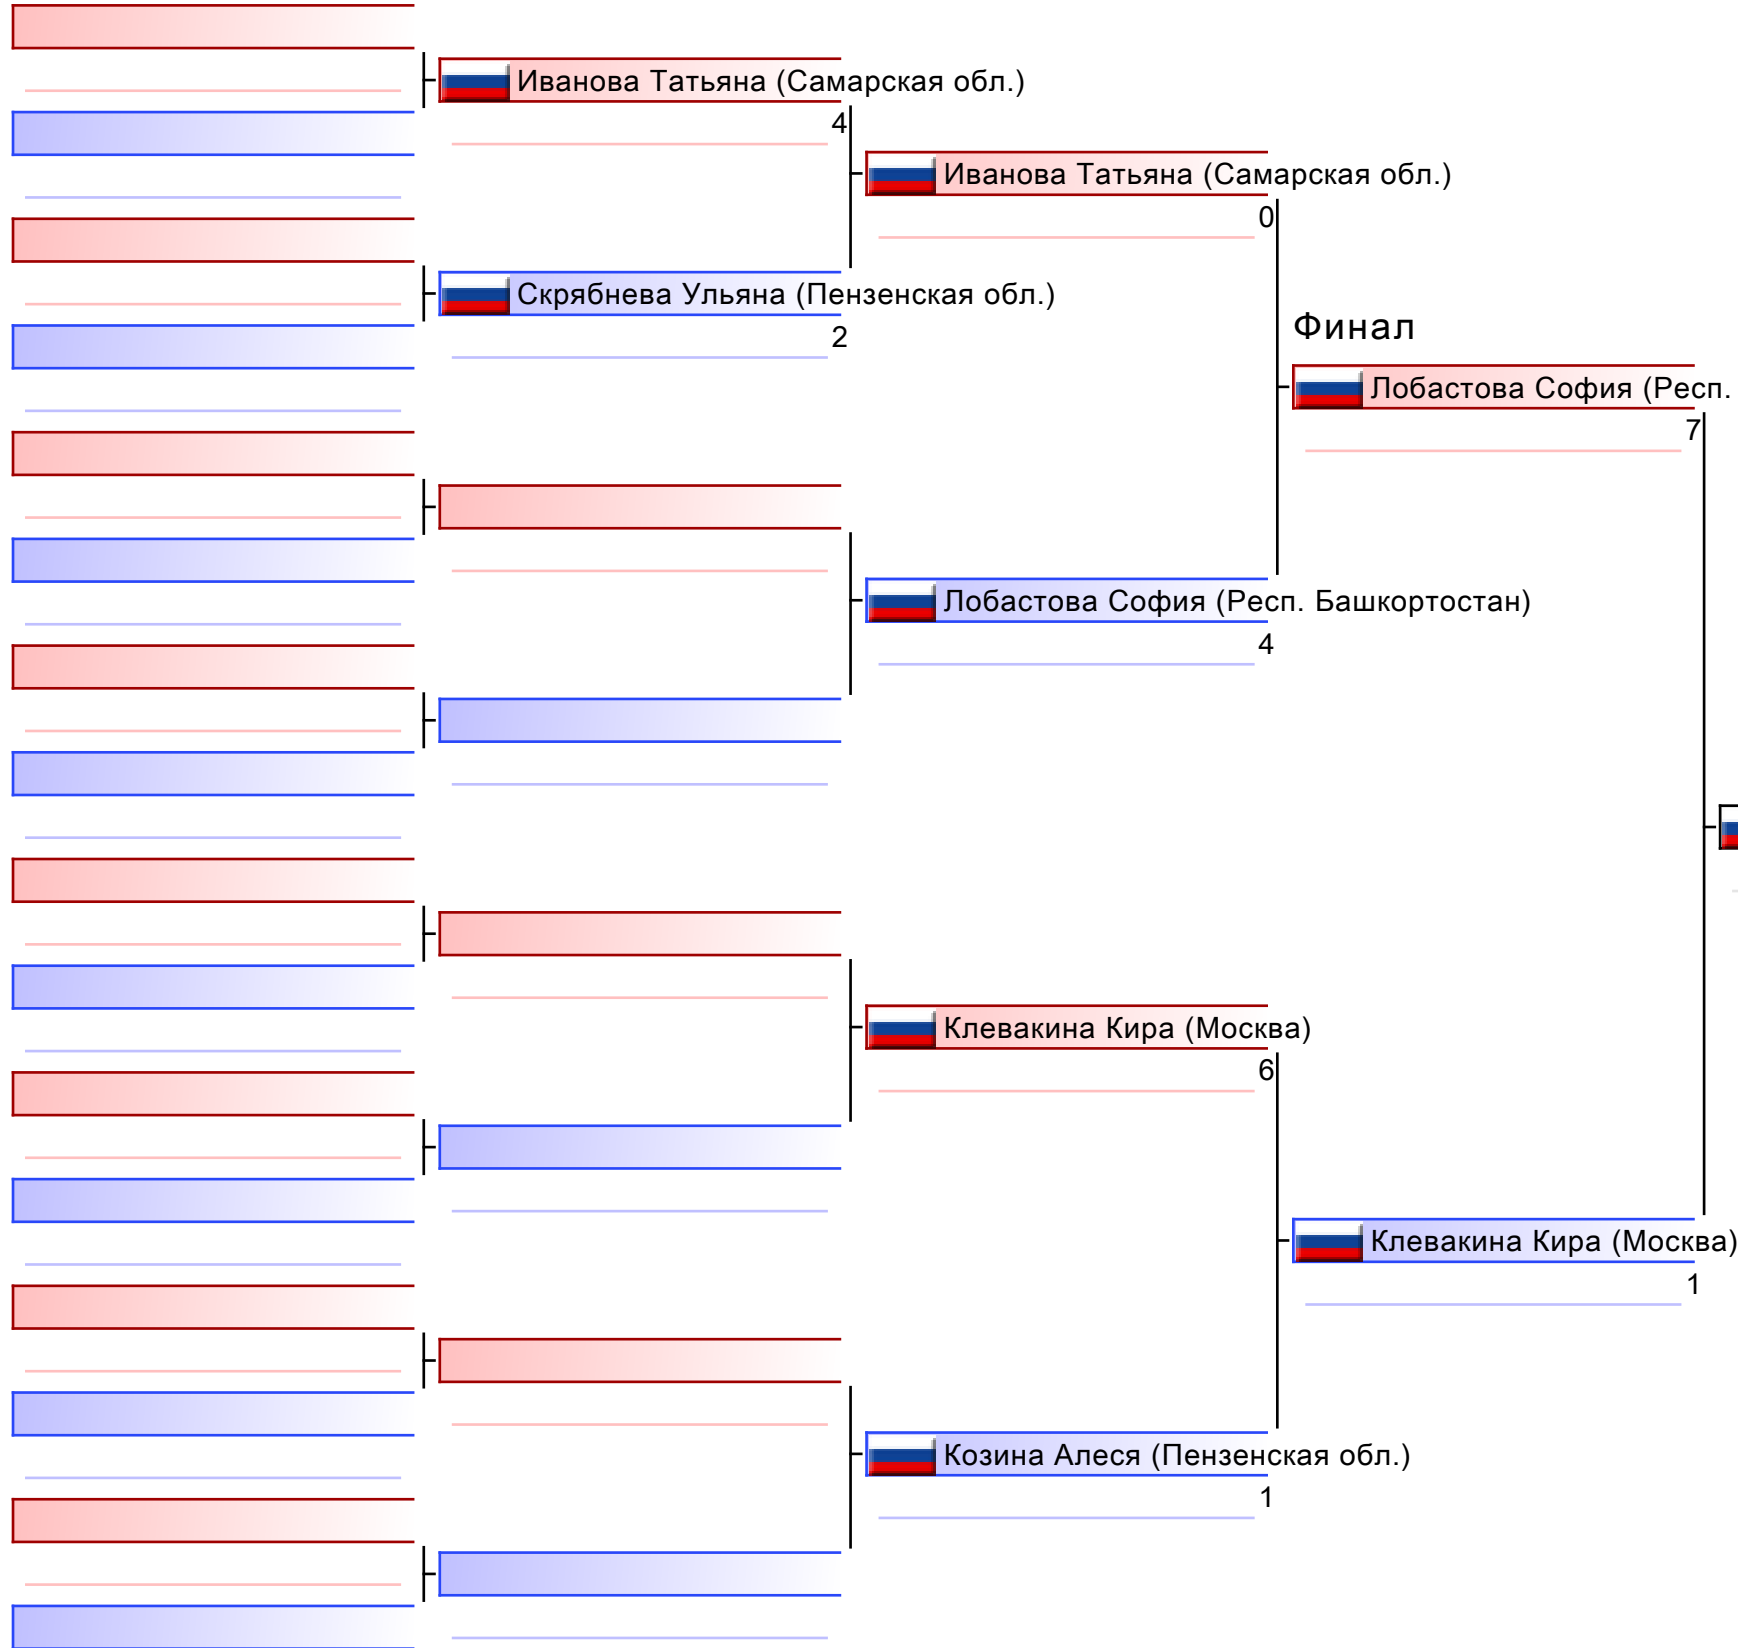 Иванова Татьяна (Самарская обл.)
4
Иванова Татьяна (Самарская обл.)
0
Скрябнева Ульяна (Пензенская обл.)
2
Финал
Лобастова София (Респ.
7
Лобастова София (Респ. Башкортостан)
4
Клевакина Кира (Москва)
6
Клевакина Кира (Москва)
1
Козина Алеся (Пензенская обл.)
1